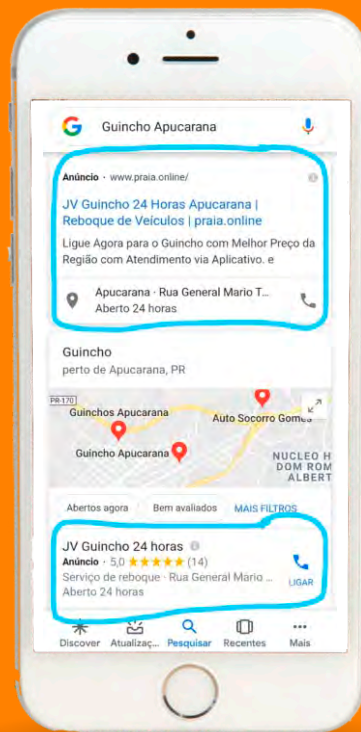 Guincho Apucarana
Anúncio · www.praia.online/
JV Guincho 24 Horas Apucarana |
Reboque de Veículos | praia.online
Ligue Agora para o Guincho com Melhor Preço da
Região com Atendimento via Aplicativo. e
Apucarana · Rua General Mario T...
Aberto 24 horas
Guincho
perto de Apucarana, PR
PR-170
Guinchos Apucarana
Auto Socorro Gomes
Guincho Apucarana
NUCLEO H
DOM ROM
ALBERT
Abertos agora
Bem avaliados
MAIS FILTROS
JV Guincho 24 horas
Anúncio · 5,0 ★★★★★ (14)
Serviço de reboque · Rua General Mario ...
Aberto 24 horas
LIGAR
Discover
Atualizaç...
Pesquisar
Recentes
Mais